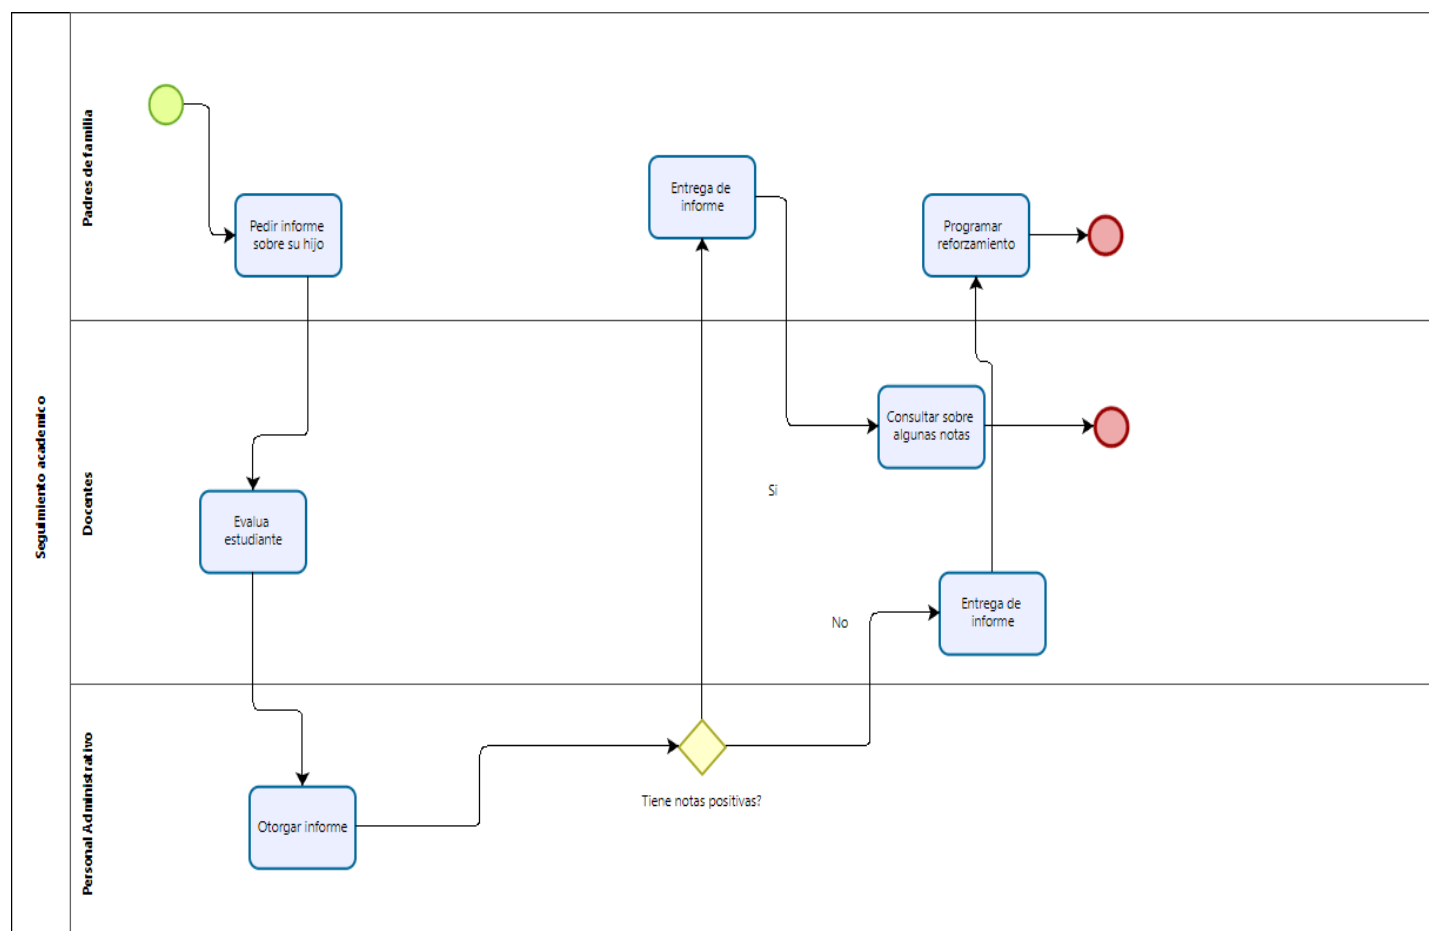 Seguimiento academico
Padres de familia
Pedir informe
sobre su hijo
Entrega de
informe
Programar
reforzamiento
Docentes
Evalua
estudiante
Consultar sobre
algunas notas
Si
No
Entrega de
informe
Personal Administrativo
Otorgar informe
Tiene notas positivas?